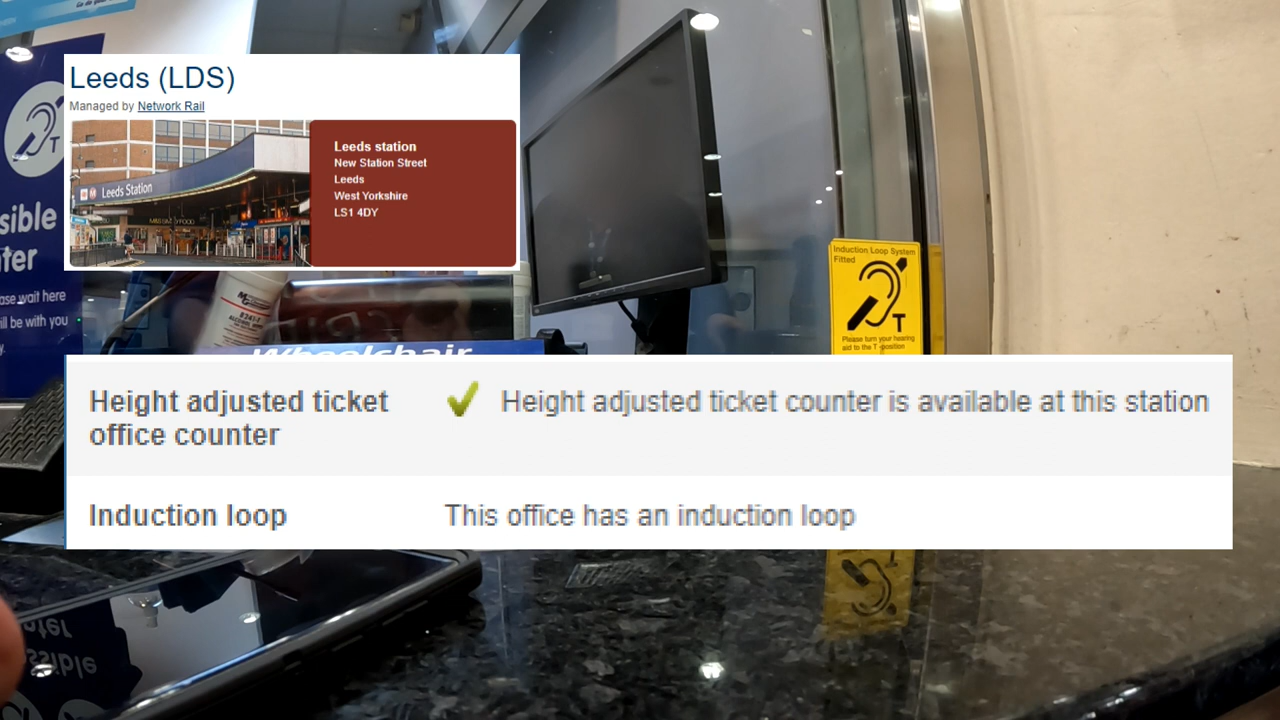 Leeds (LDS)
Managed by Network Rail
Leeds Station
Leeds station
New Station Street
Leeds
West Yorkshire
LS1 4DY
sible
ter
ase wait here
ill be with you
y.
T
8241-T
ALCOHOL
Induction Loop System
Fitted
T
Please turn your hearing
aid to the T-position
Wheelchair
Height adjusted ticket
office counter
Height adjusted ticket counter is available at this station
Induction loop
This office has an induction loop